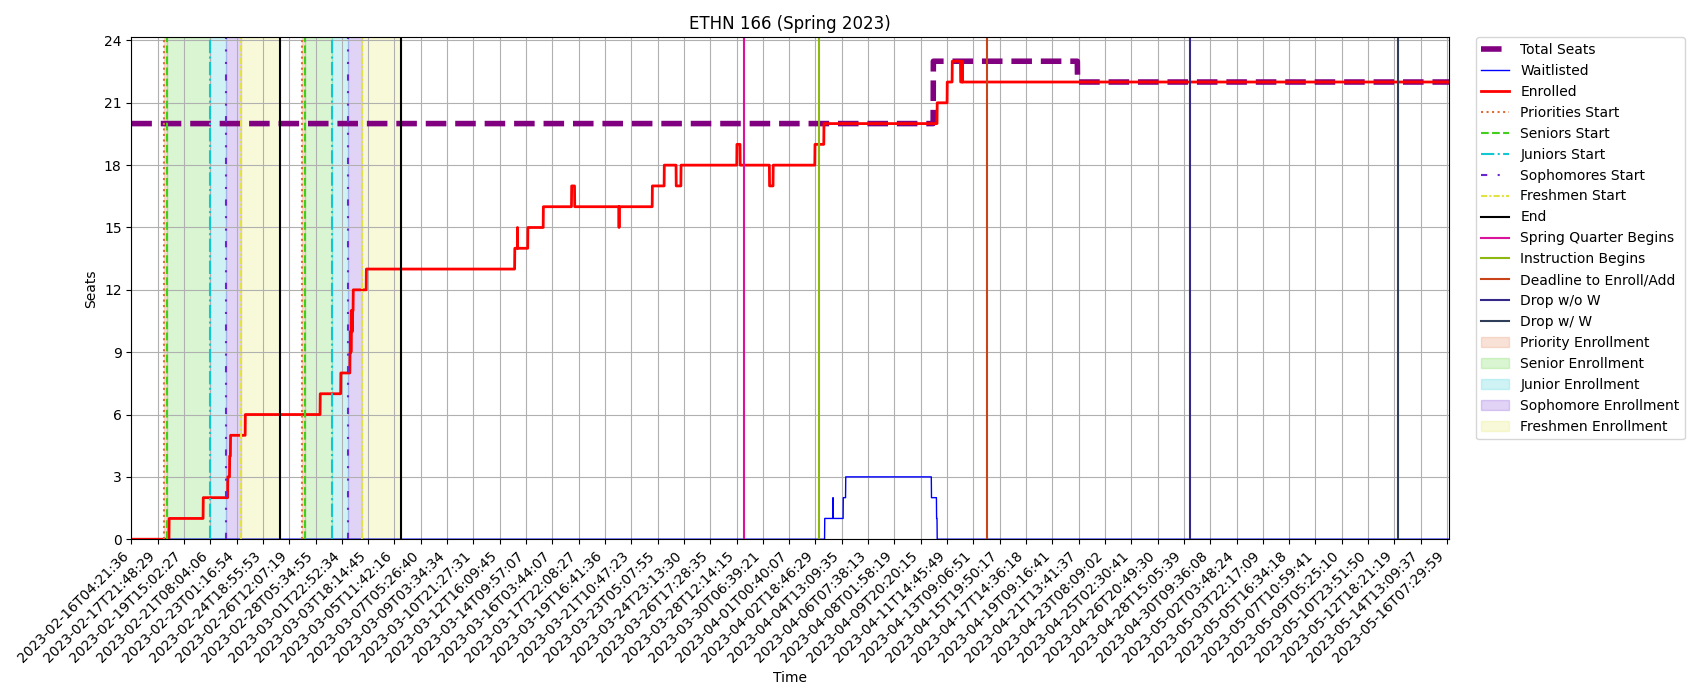 ETHN 166 (Spring 2023)
Seats
24
21
18
15
12
9
6
3
0
2023-02-16T04:21:36
2023-02-17T21:48:29
2023-02-19T15:02:27
2023-02-21T08:04:06
2023-02-23T01:16:54
2023-02-24T18:55:53
2023-02-26T12:07:19
2023-02-28T05:34:55
2023-03-01T22:52:34
2023-03-03T18:14:45
2023-03-05T11:42:16
2023-03-07T05:26:40
2023-03-09T03:34:34
2023-03-10T21:27:31
2023-03-12T16:09:45
2023-03-14T09:57:07
2023-03-16T03:44:07
2023-03-17T22:08:27
2023-03-19T16:41:36
2023-03-21T10:47:23
2023-03-23T05:07:55
2023-03-24T23:13:30
2023-03-26T17:28:35
2023-03-28T12:14:15
2023-03-30T06:39:21
2023-04-01T00:40:07
2023-04-02T18:46:29
2023-04-04T13:09:35
2023-04-06T07:38:13
2023-04-08T01:58:19
2023-04-09T20:20:15
2023-04-11T14:45:49
2023-04-13T09:06:51
2023-04-15T19:50:17
2023-04-17T14:36:18
2023-04-19T09:16:41
2023-04-21T13:41:37
2023-04-23T08:09:02
2023-04-25T02:30:41
2023-04-26T20:49:30
2023-04-28T15:05:39
2023-04-30T09:36:08
2023-05-02T03:48:24
2023-05-03T22:17:09
2023-05-05T16:34:18
2023-05-07T10:59:41
2023-05-09T05:25:10
2023-05-10T23:51:50
2023-05-12T18:21:19
2023-05-14T13:09:37
2023-05-16T07:29:59
Time
Total Seats
Waitlisted
Enrolled
Priorities Start
Seniors Start
Juniors Start
Sophomores Start
Freshmen Start
End
Spring Quarter Begins
Instruction Begins
Deadline to Enroll/Add
Drop w/o W
Drop w/ W
Priority Enrollment
Senior Enrollment
Junior Enrollment
Sophomore Enrollment
Freshmen Enrollment